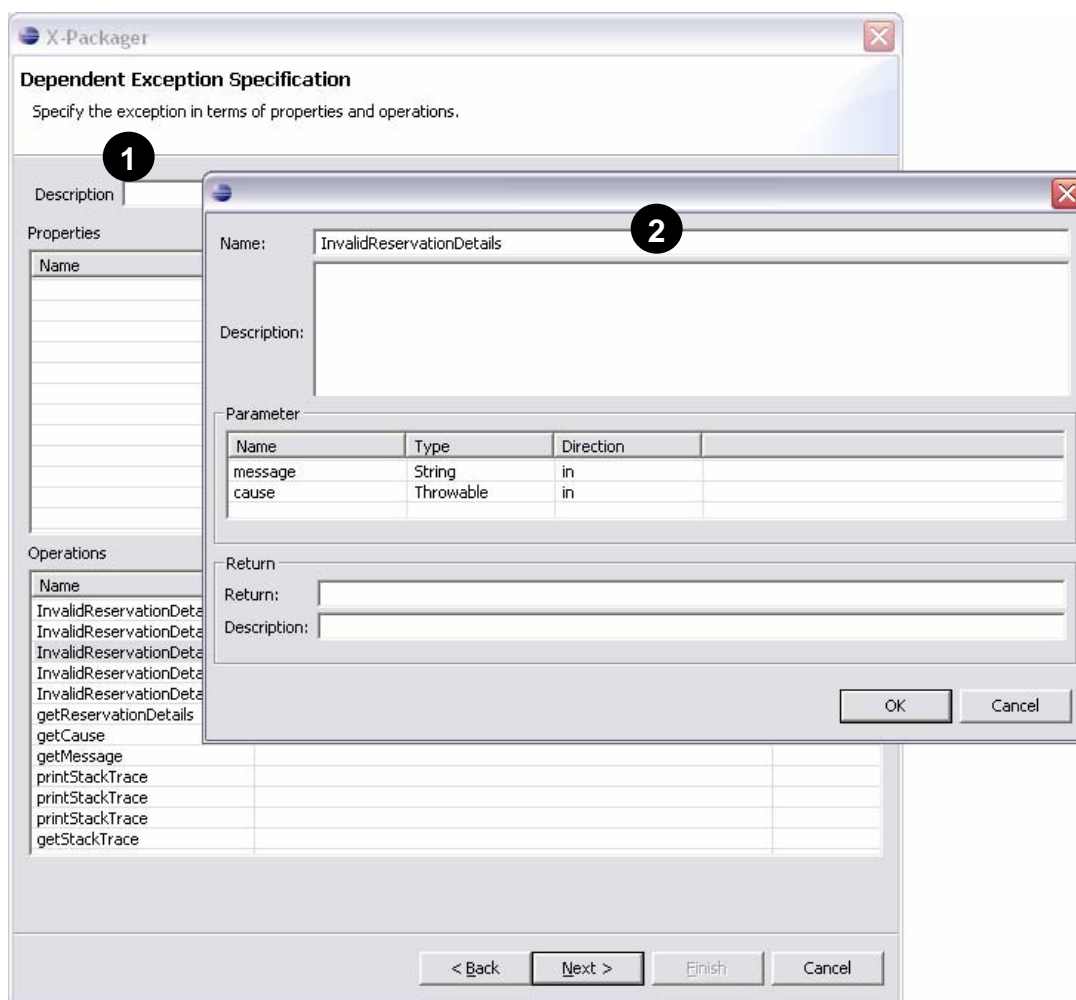 X-Packager
Dependent Exception Specification
Specify the exception in terms of properties and operations.
1
Description
Properties
Name
2
Name: InvalidReservationDetails
Description:
Parameter
Name Type Direction
message String in
cause Throwable in
Return
Return:
Description:
OK Cancel
Operations
Name
InvalidReservationDeta
InvalidReservationDeta
InvalidReservationDeta
InvalidReservationDeta
InvalidReservationDeta
getReservationDetails
getCause
getMessage
printStackTrace
printStackTrace
printStackTrace
getStackTrace
< Back Next > Finish Cancel